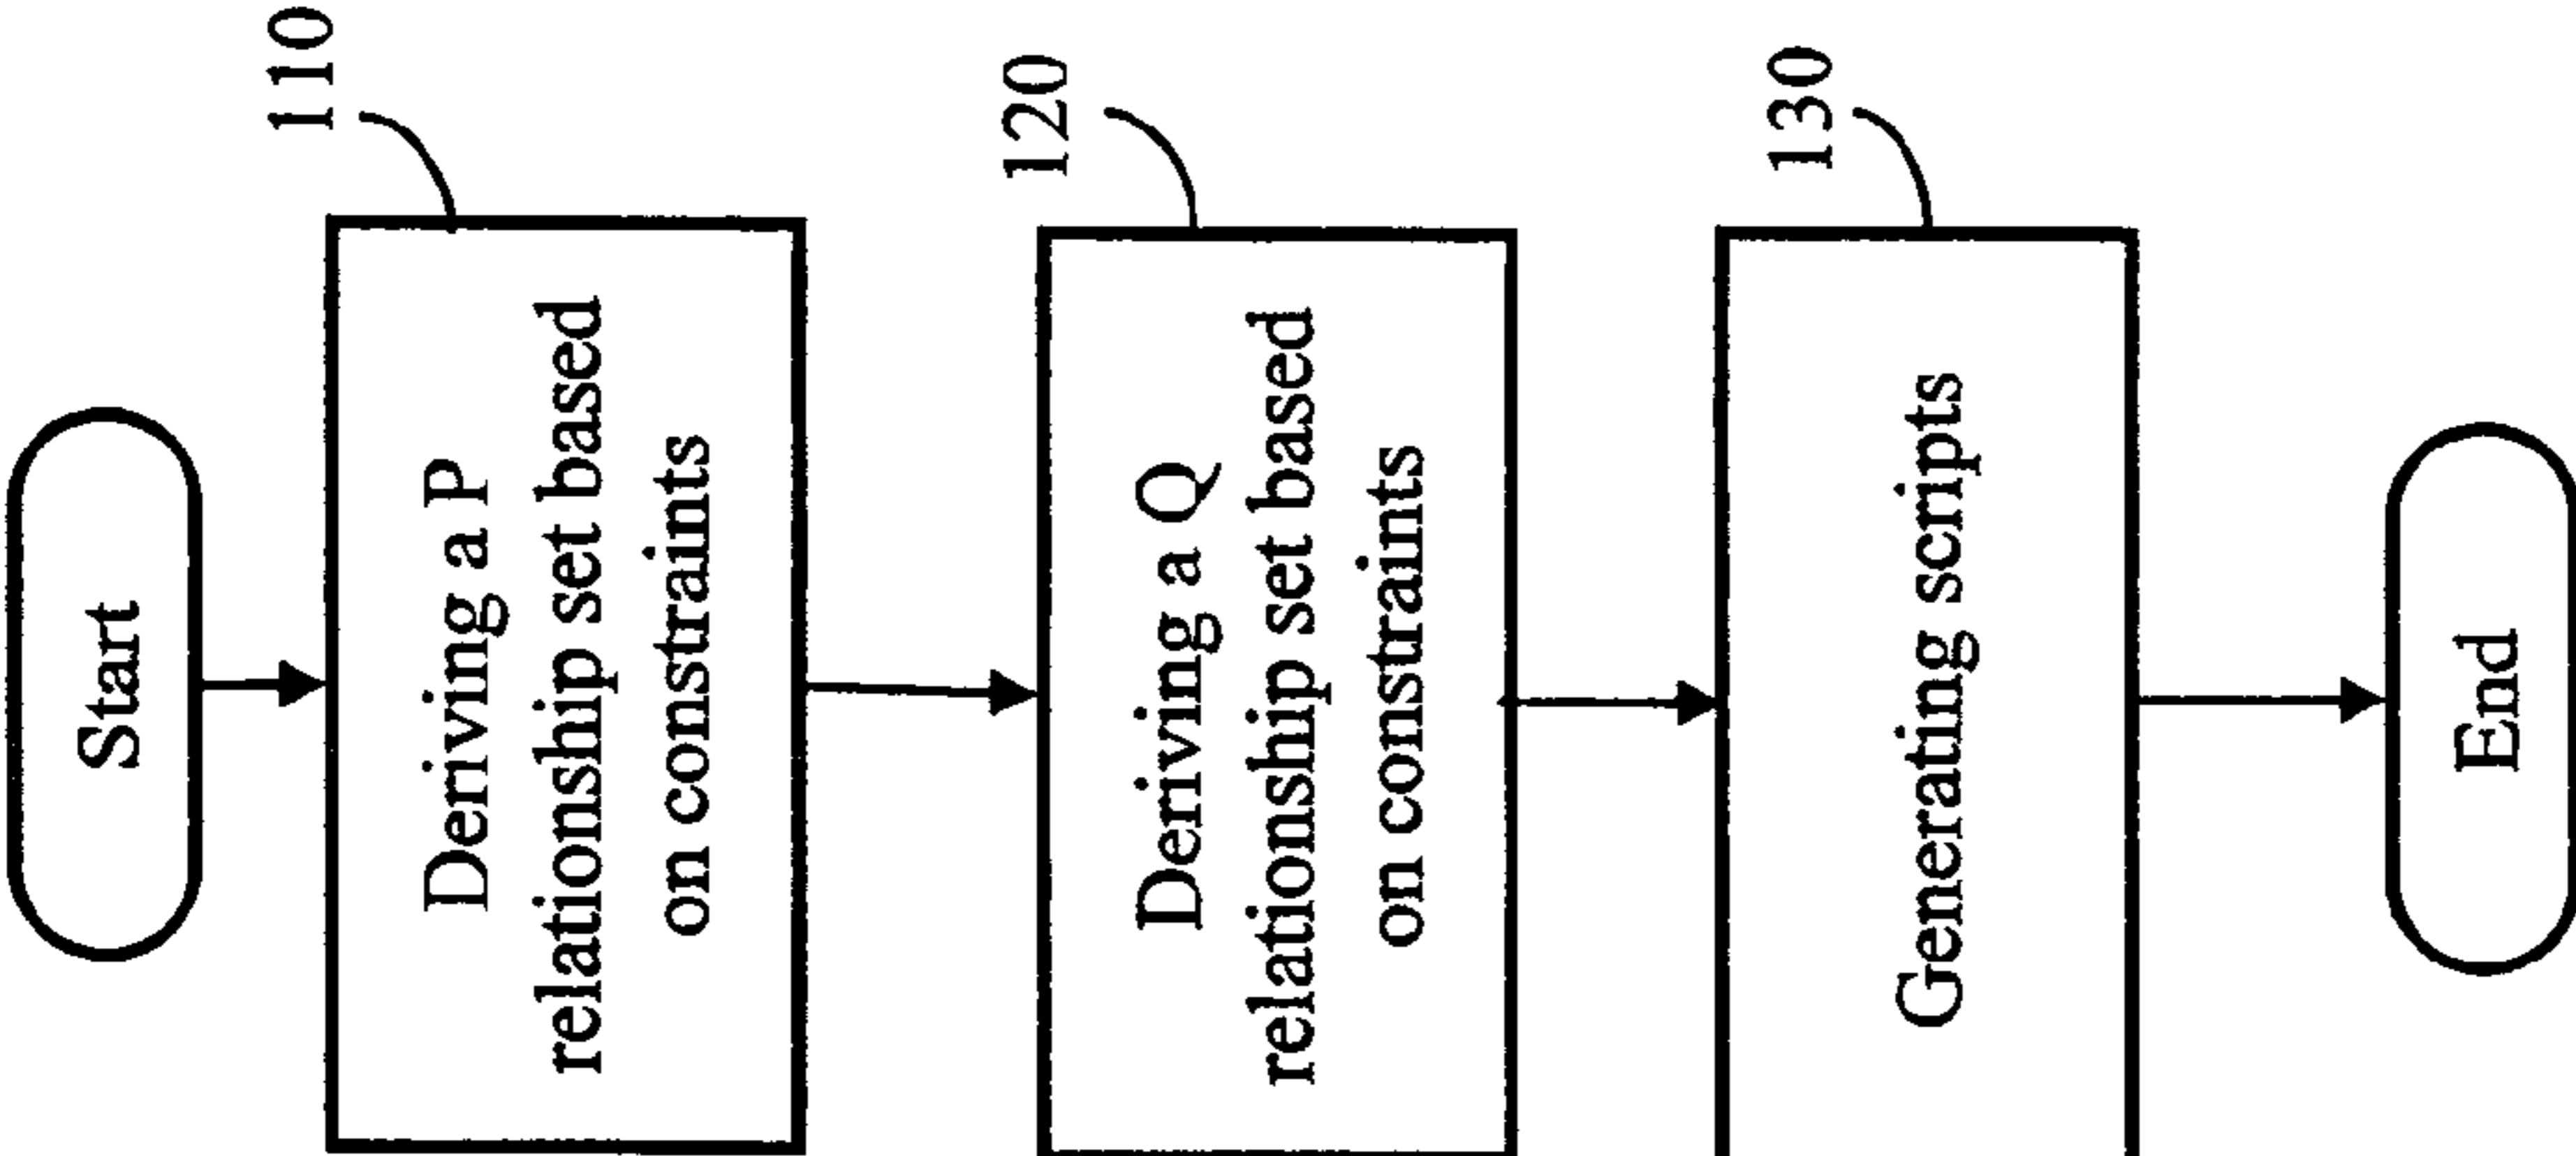 Start
110
Deriving a P
relationship set based
on constraints
120
Deriving a Q
relationship set based
on constraints
130
Generating scripts
End